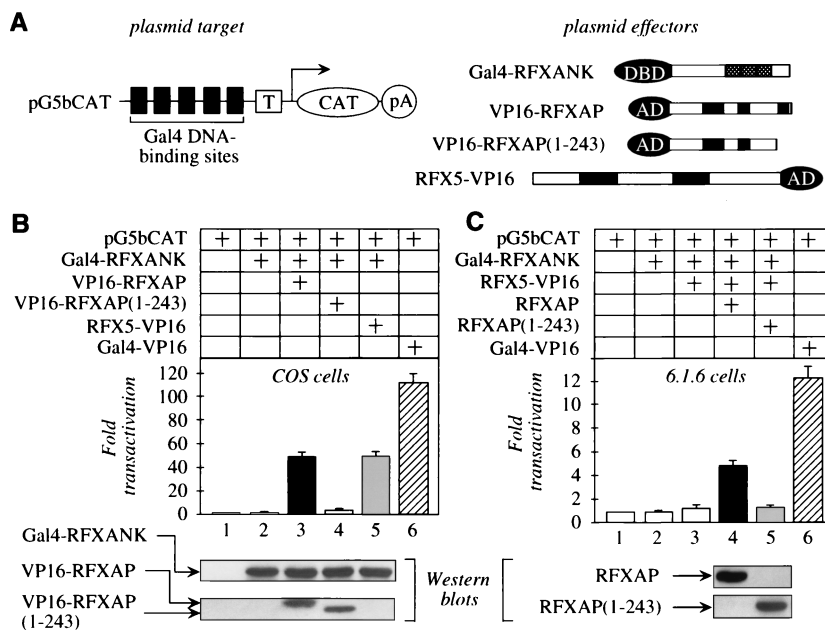 A
plasmid target
plasmid effectors
pG5bCAT
T
CAT
pA
Gal4 DNA-
binding sites
Gal4-RFXANK
DBD
VP16-RFXAP
AD
VP16-RFXAP(1-243)
AD
RFX5-VP16
AD
B
pG5bCAT + + + + + +
Gal4-RFXANK + + + +
VP16-RFXAP +
VP16-RFXAP(1-243) +
RFX5-VP16 +
Gal4-VP16 +
COS cells
Fold
transactivation
120
100
80
60
40
20
0
1 2 3 4 5 6
Gal4-RFXANK
VP16-RFXAP
VP16-RFXAP
(1-243)
Western
blots
C
pG5bCAT + + + + + +
Gal4-RFXANK + + + +
RFX5-VP16 + + +
RFXAP +
RFXAP(1-243) +
Gal4-VP16 +
6.1.6 cells
Fold
transactivation
12
10
8
6
4
2
0
1 2 3 4 5 6
RFXAP
RFXAP(1-243)